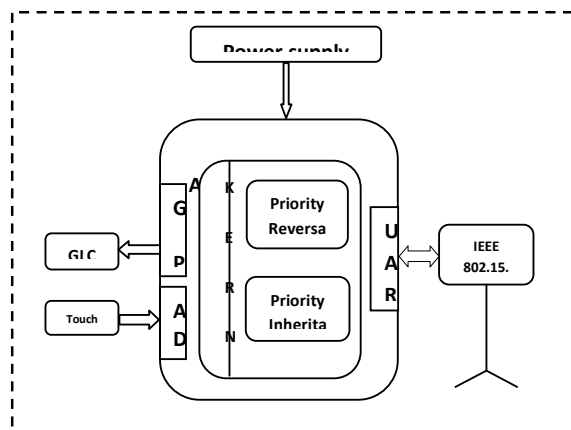 Power supply
A
K
E
R
N
G
P
A
D
Priority
Reversa
Priority
Inherita
U
A
R
GLC
Touch
IEEE
802.15.